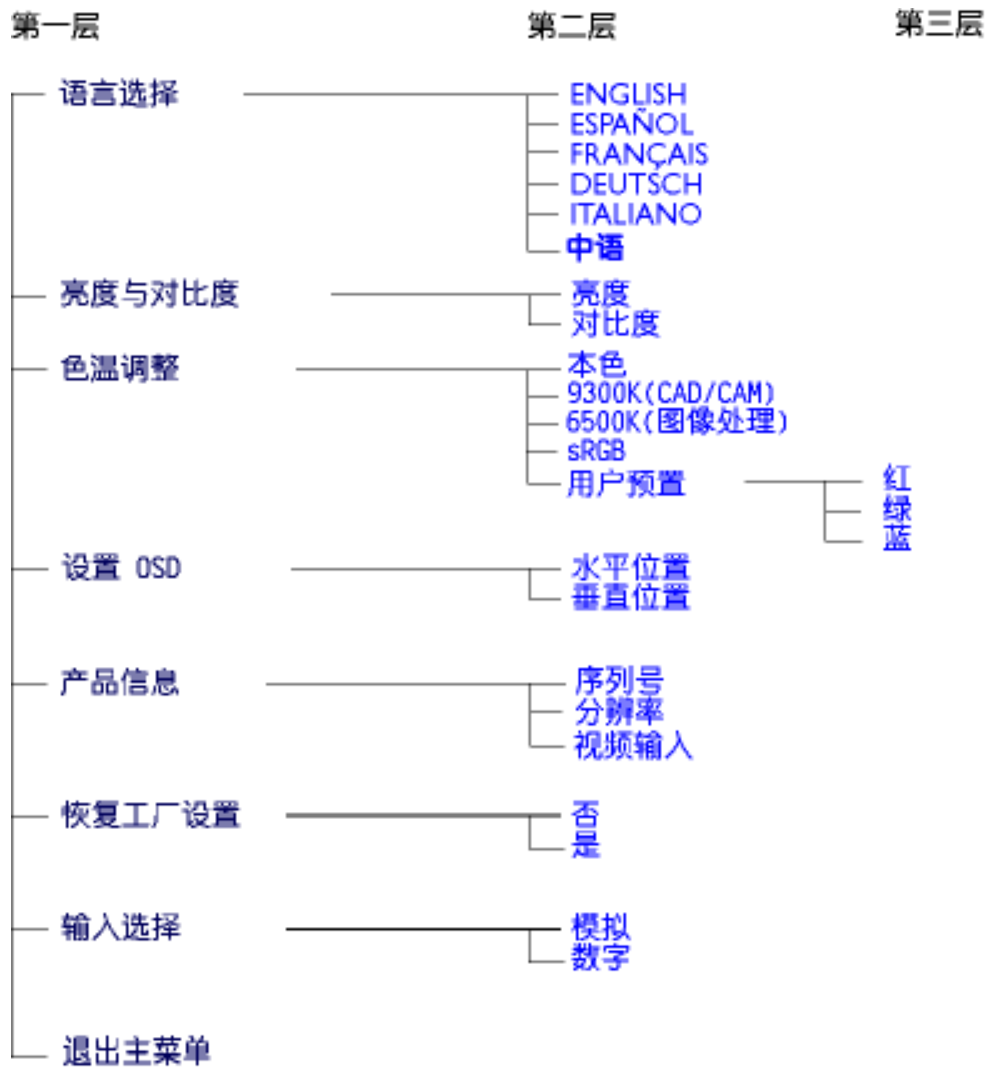 第一层 第二层 第三层
语言选择 ENGLISH
ESPAÑOL
FRANÇAIS
DEUTSCH
ITALIANO
中语
亮度与对比度 亮度
对比度
色温调整 本色
9300K(CAD/CAM)
6500K(图像处理)
sRGB
用户预置 红
绿
蓝
设置 OSD 水平位置
垂直位置
产品信息 序列号
分辨率
视频输入
恢复工厂设置 否
是
输入选择 模拟
数字
退出主菜单